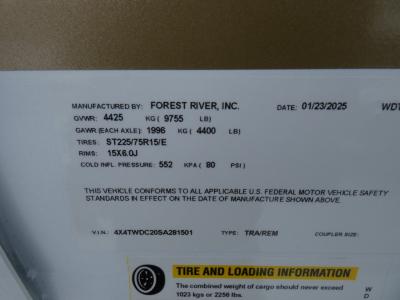 MANUFACTURED BY: FOREST RIVER, INC. DATE: 01/23/2025 WDT
GVWR: 4425 KG ( 9755 LB)
GAWR (EACH AXLE): 1996 KG ( 4400 LB)
TIRES: ST225/75R15/E
RIMS: 15X6.0J
COLD INFL. PRESSURE: 552 KPA ( 80 PSI)
THIS VEHICLE CONFORMS TO ALL APPLICABLE U.S. FEDERAL MOTOR VEHICLE SAFETY
STANDARDS IN EFFECT ON THE DATE OF MANUFACTURE SHOWN ABOVE.
V.I.N.: 4X4TWDC20SA281501 TYPE: TRA/REM COUPLER SIZE:
TIRE AND LOADING INFORMATION
The combined weight of cargo should never exceed W
1023 kgs or 2256 lbs. D